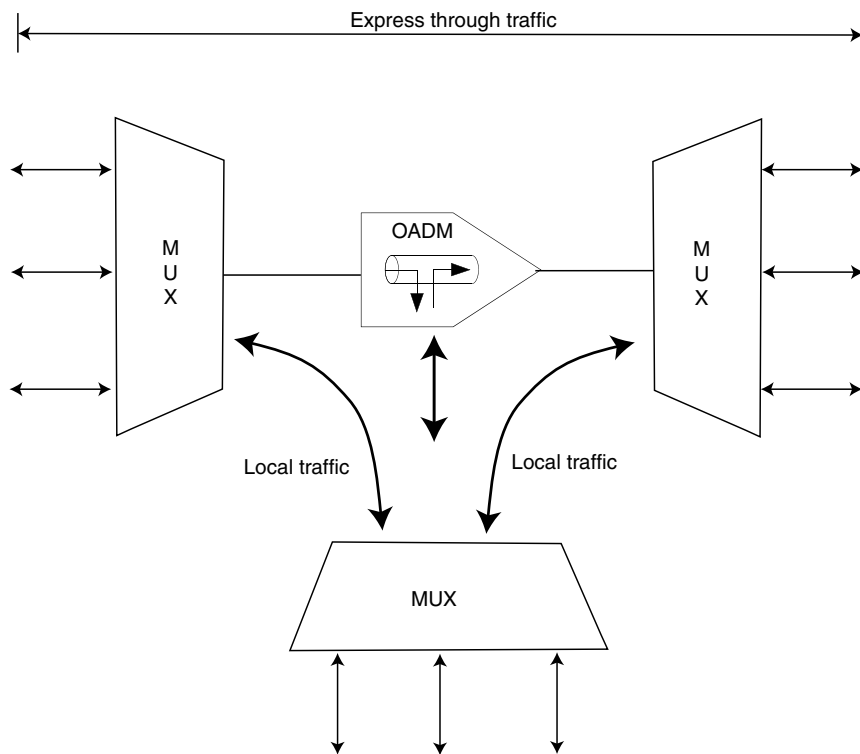 Express through traffic
M
U
X
OADM
M
U
X
Local traffic
Local traffic
MUX